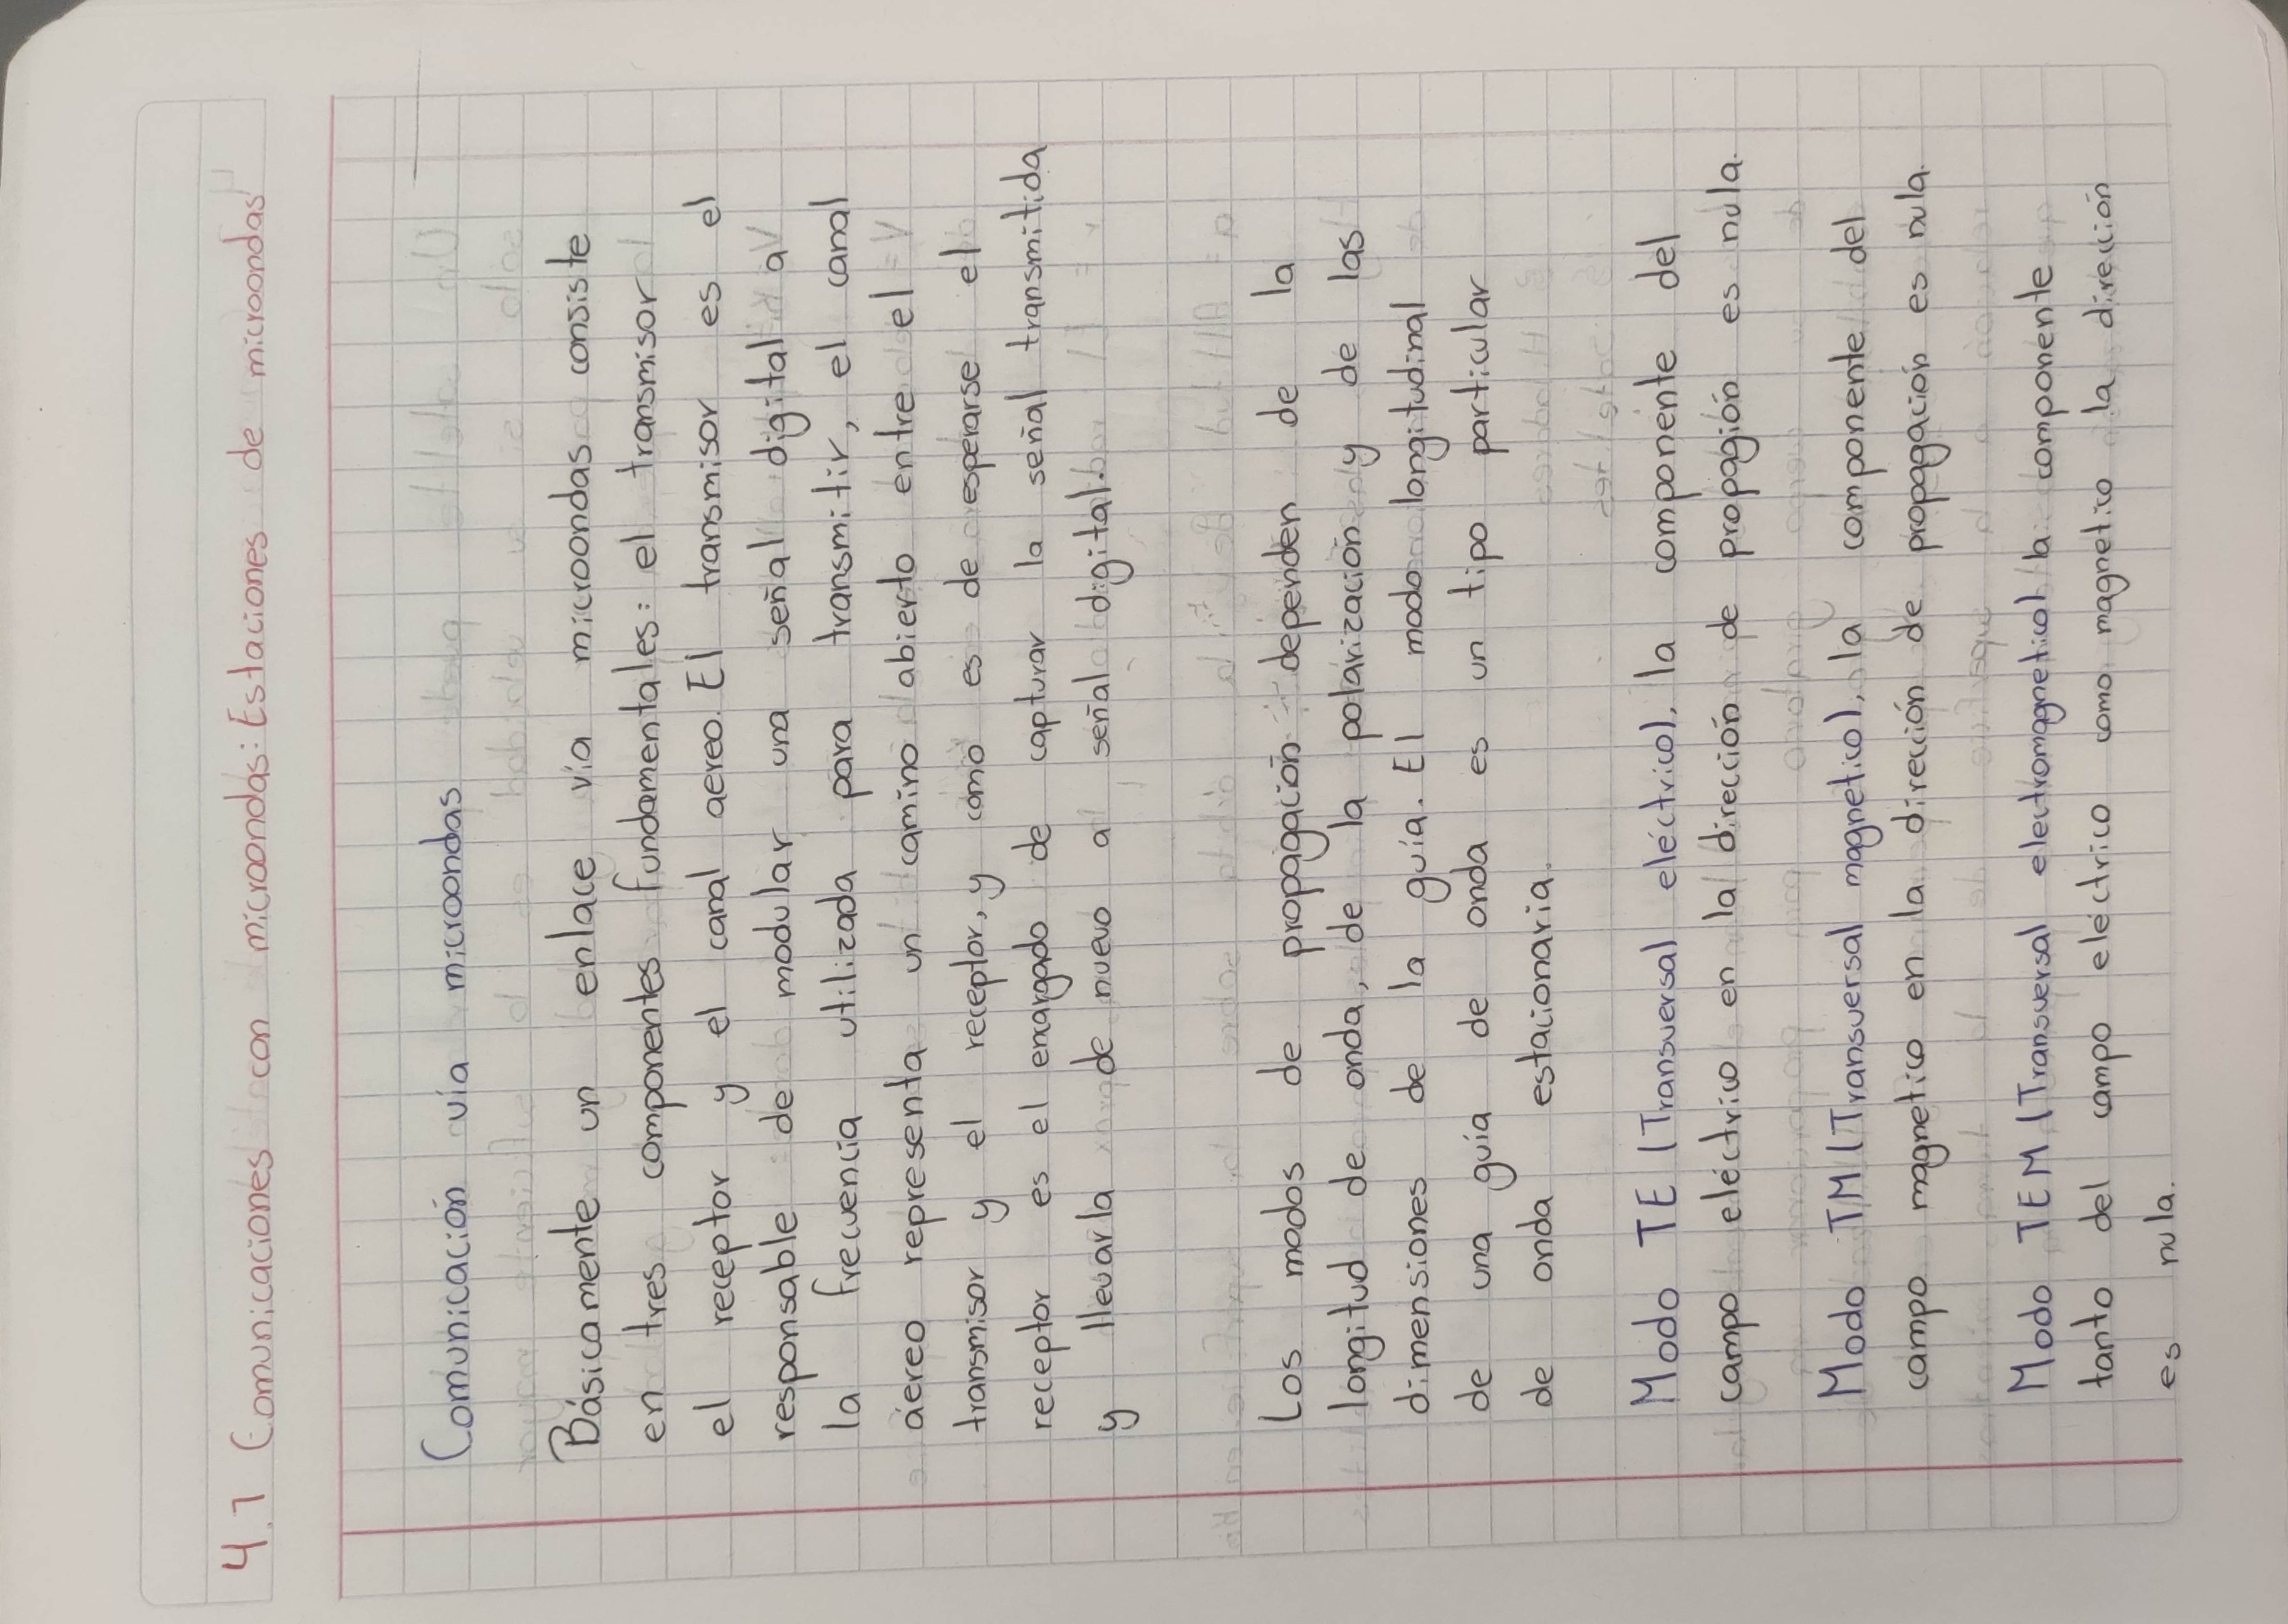 4.7 Comunicaciones con microondas: Estaciones de microondas
Comunicación vía microondas
Básicamente un enlace vía microondas consiste
en tres componentes fundamentales: el transmisor
el receptor y el canal aereo. El transmisor es el
responsable de modular una señal digital a
la frecuencia utilizada para transmitir, el canal
áereo representa un camino abierto entre el
transmisor y el receptor, y como es de esperarse el
receptor es el encargado de capturar la señal transmitida
y llevarla de nuevo a señal digital.
Los modos de propagación dependen de la
longitud de onda, de la polarización y de las
dimensiones de la guía. El modo longitudinal
de una guía de onda es un tipo particular
de onda estacionaria.
Modo TE (Transversal eléctrico), la componente del
campo eléctrico en la dirección de propagión es nula.
Modo TM (Transversal magnetico), la componente del
campo magnetico en la dirección de propagación es nula.
Modo TEM (Transversal electromagnetico) la componente
tanto del campo eléctrico como magnetico la dirección
es nula.